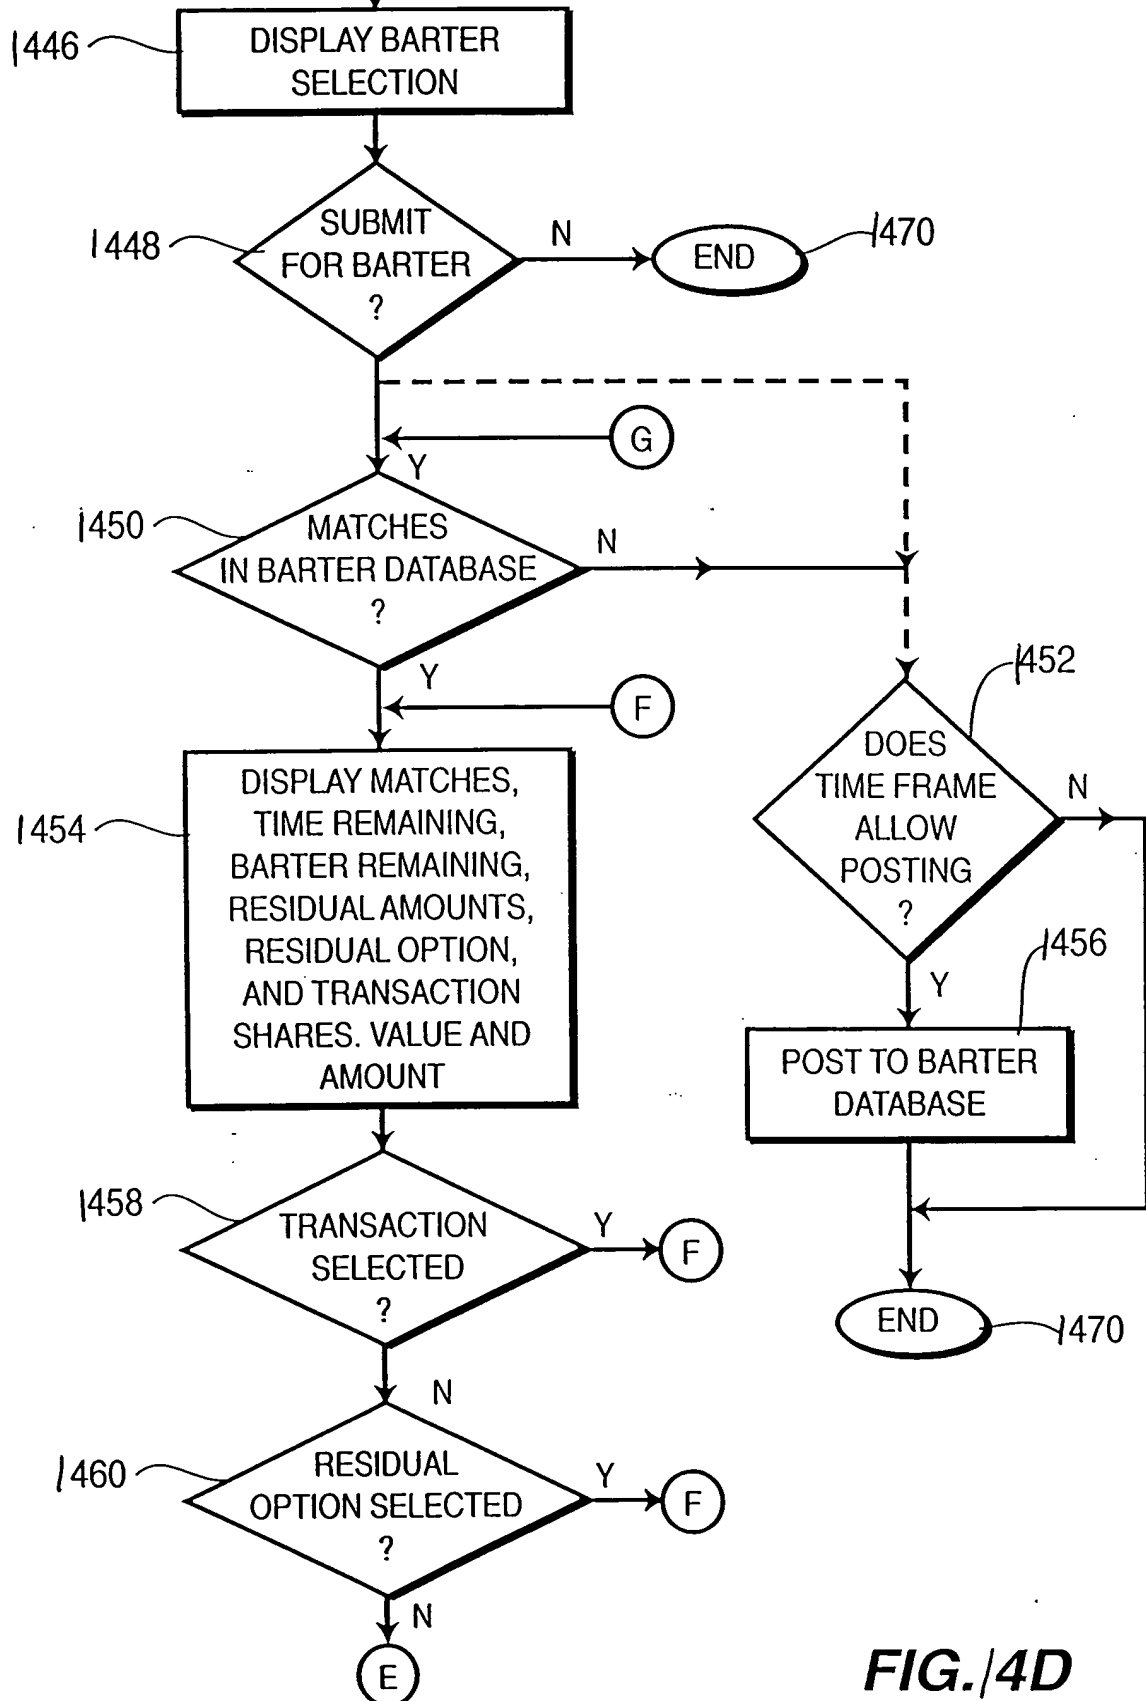 1446
DISPLAY BARTER
SELECTION
1448
SUBMIT
FOR BARTER
?
N
END
1470
G
Y
1450
MATCHES
IN BARTER DATABASE
?
N
Y
F
1452
DOES
TIME FRAME
ALLOW
POSTING
?
N
Y
1454
DISPLAY MATCHES,
TIME REMAINING,
BARTER REMAINING,
RESIDUAL AMOUNTS,
RESIDUAL OPTION,
AND TRANSACTION
SHARES. VALUE AND
AMOUNT
1456
POST TO BARTER
DATABASE
1458
TRANSACTION
SELECTED
?
Y
F
N
END
1470
1460
RESIDUAL
OPTION SELECTED
?
Y
F
N
E
FIG. 14D